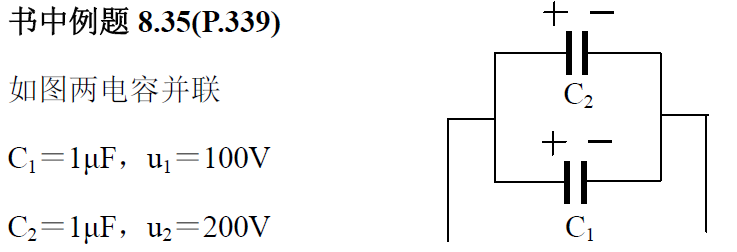 书中例题 8.35(P.339)
如图两电容并联
C₁=1μF，u₁=100V
C₂=1μF，u₂=200V
+ −
C₂
+ −
C₁